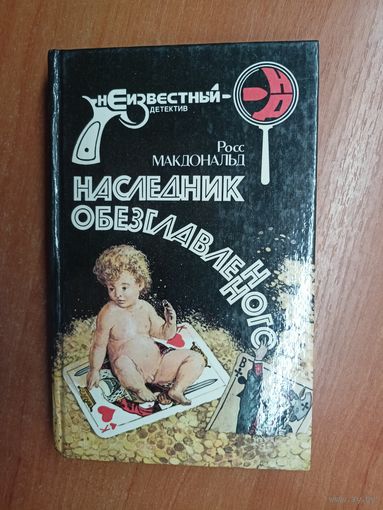 НЕИЗВЕСТНЫЙ
ДЕТЕКТИВ
НД
РОСС
МАКДОНАЛЬД
НАСЛЕДНИК
ОБЕЗГЛАВЛЕННОГО